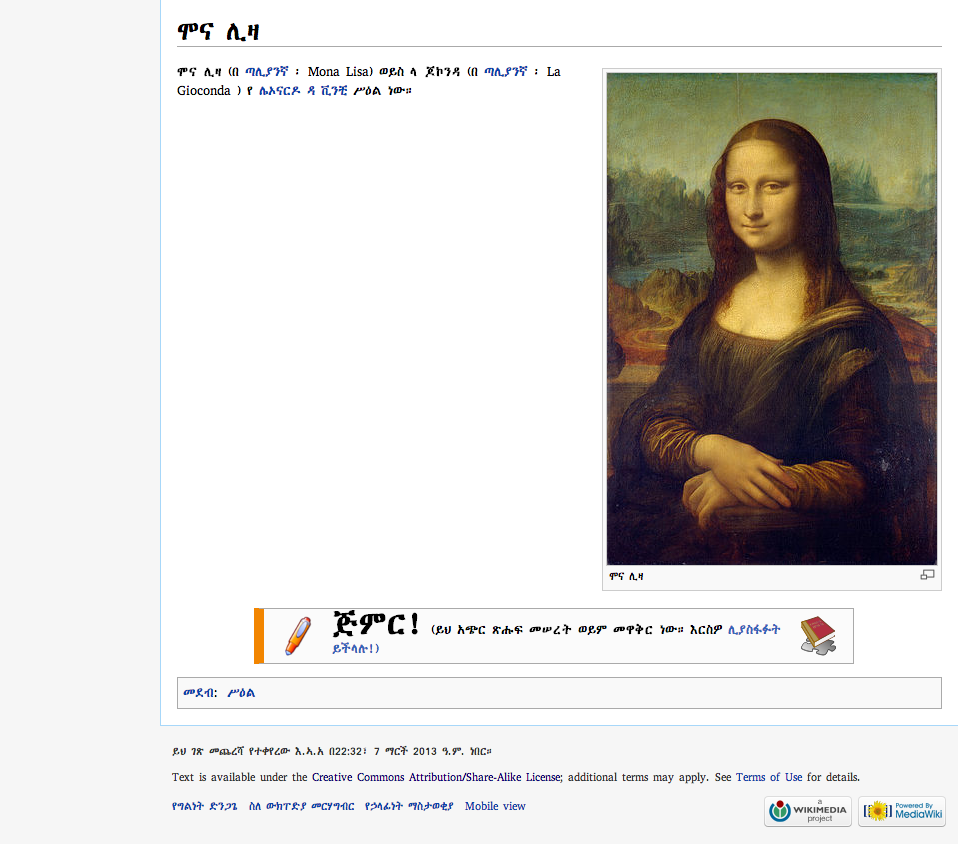 ሞና ሊዛ
ሞና ሊዛ (በ ጣሊያንኛ ፡ Mona Lisa) ወይስ ላ ጆኮንዳ (በ ጣሊያንኛ ፡ La
Gioconda ) የ ሌኦናርዶ ዳ ቪንቺ ሥዕል ነው።
ሞና ሊዛ
ጅምር! (ይህ አጭር ጽሑፍ መሠረት ወይም መዋቅር ነው። እርስዎ ሊያስፋፉት
ይችላሉ!)
መደብ: ሥዕል
ይህ ገጽ መጨረሻ የተቀየረው እ.ኤ.አ በ22:32፣ 7 ማርች 2013 ዓ.ም. ነበር።
Text is available under the Creative Commons Attribution/Share-Alike License; additional terms may apply. See Terms of Use for details.
የግልነት ድንጋጌ ስለ ውክፐድያ መርሃግብር የኃላፊነት ማስታወቂያ Mobile view
a
WIKIMEDIA
project
Powered By
MediaWiki